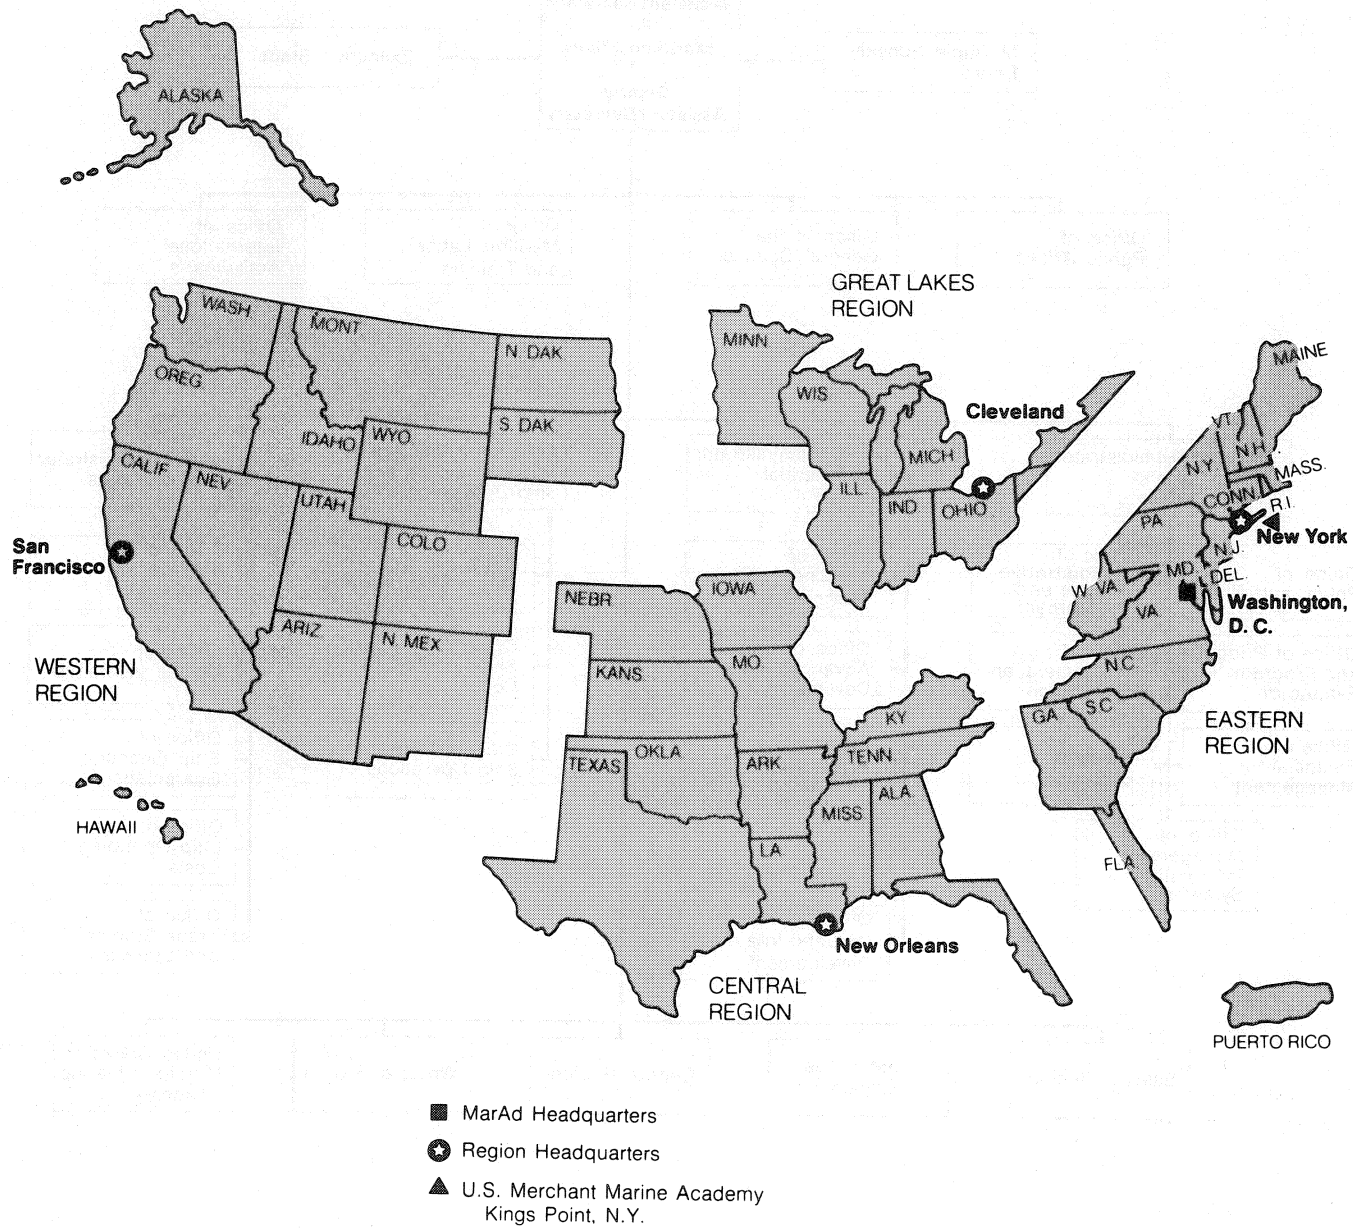 ALASKA
GREAT LAKES
REGION
WASH
MONT
N. DAK
MINN
MAINE
OREG
S. DAK
WIS
Cleveland
VT.
IDAHO
WYO
N.H.
CALIF
NEV
MICH
N.Y.
MASS.
UTAH
ILL.
IND
OHIO
CONN.
R.I.
PA
San
Francisco
COLO
New York
N.J.
MD.
DEL.
NEBR
IOWA
W. VA.
VA
Washington,
D. C.
ARIZ
N. MEX
WESTERN
REGION
KANS.
MO
N C
KY
GA
S C
EASTERN
REGION
OKLA
TEXAS
ARK.
TENN.
ALA.
MISS
HAWAII
LA
FLA.
New Orleans
CENTRAL
REGION
PUERTO RICO
MarAd Headquarters
Region Headquarters
U.S. Merchant Marine Academy
Kings Point, N.Y.